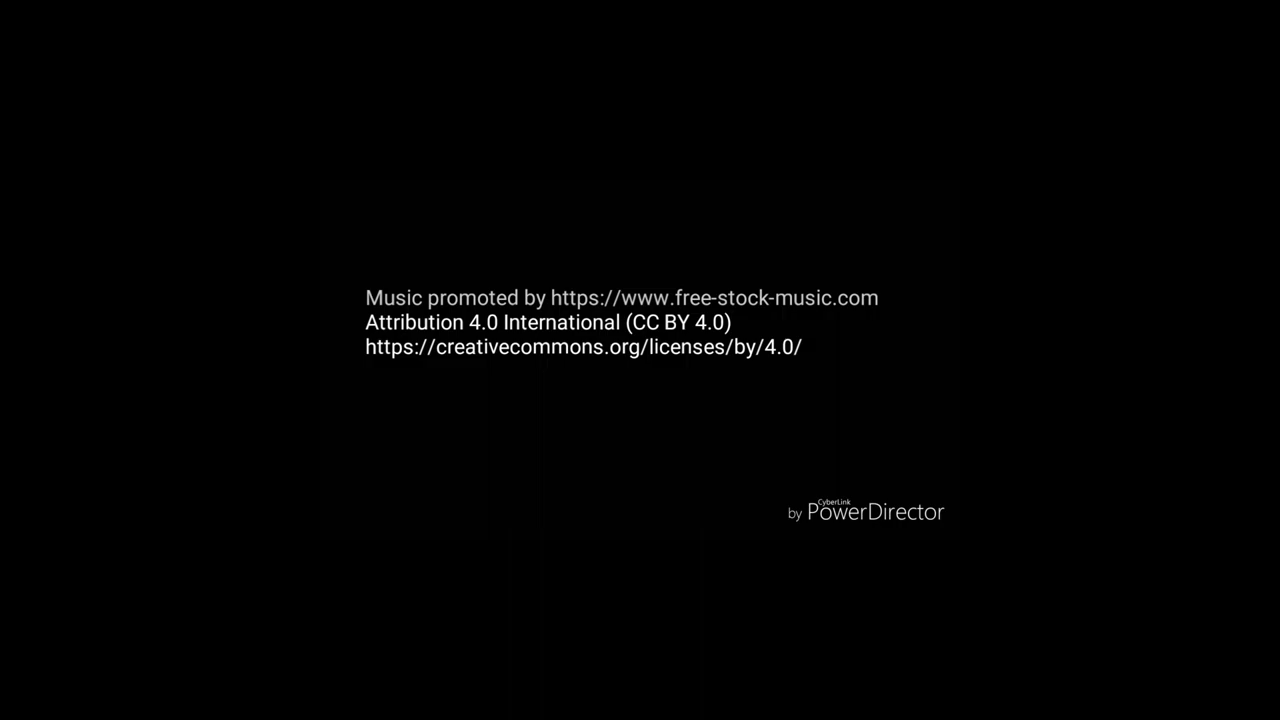 Music promoted by https://www.free-stock-music.com
Attribution 4.0 International (CC BY 4.0)
https://creativecommons.org/licenses/by/4.0/
CyberLink
by PowerDirector